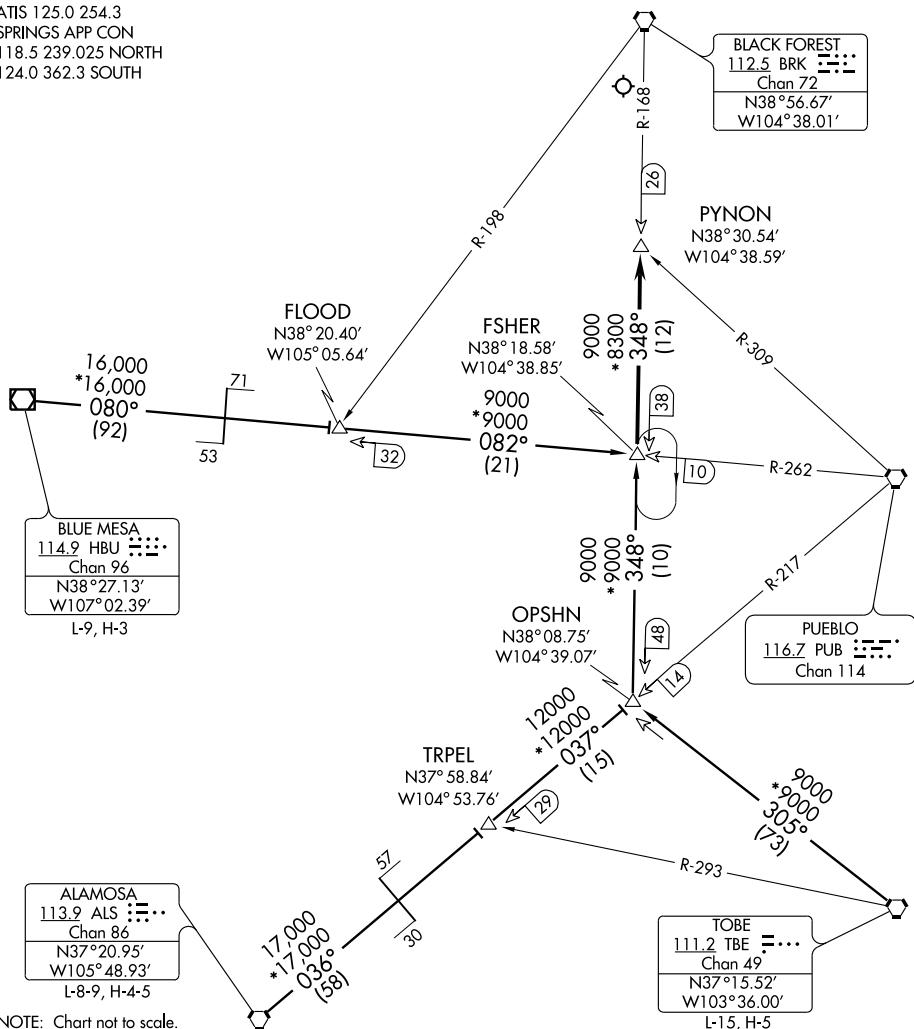 ATIS 125.0 254.3
SPRINGS APP CON
118.5 239.025 NORTH
124.0 362.3 SOUTH
BLACK FOREST
112.5 BRK
Chan 72
N38°56.67'
W104°38.01'
R-168
26
R-198
PYNON
N38°30.54'
W104°38.59'
FLOOD
N38°20.40'
W105°05.64'
FSHER
N38°18.58'
W104°38.85'
9000
*8300
348°
(12)
R-309
16,000
*16,000
080°
(92)
71
53
9000
*9000
082°
(21)
32
38
10
R-262
BLUE MESA
114.9 HBU
Chan 96
N38°27.13'
W107°02.39'
L-9, H-3
9000
*9000
348°
(10)
R-217
OPSHN
N38°08.75'
W104°39.07'
48
14
PUEBLO
116.7 PUB
Chan 114
12000
*12000
037°
(15)
TRPEL
N37°58.84'
W104°53.76'
29
9000
*9000
305°
(73)
R-293
57
30
ALAMOSA
113.9 ALS
Chan 86
N37°20.95'
W105°48.93'
L-8-9, H-4-5
17,000
*17,000
036°
(58)
TOBE
111.2 TBE
Chan 49
N37°15.52'
W103°36.00'
L-15, H-5
NOTE: Chart not to scale.